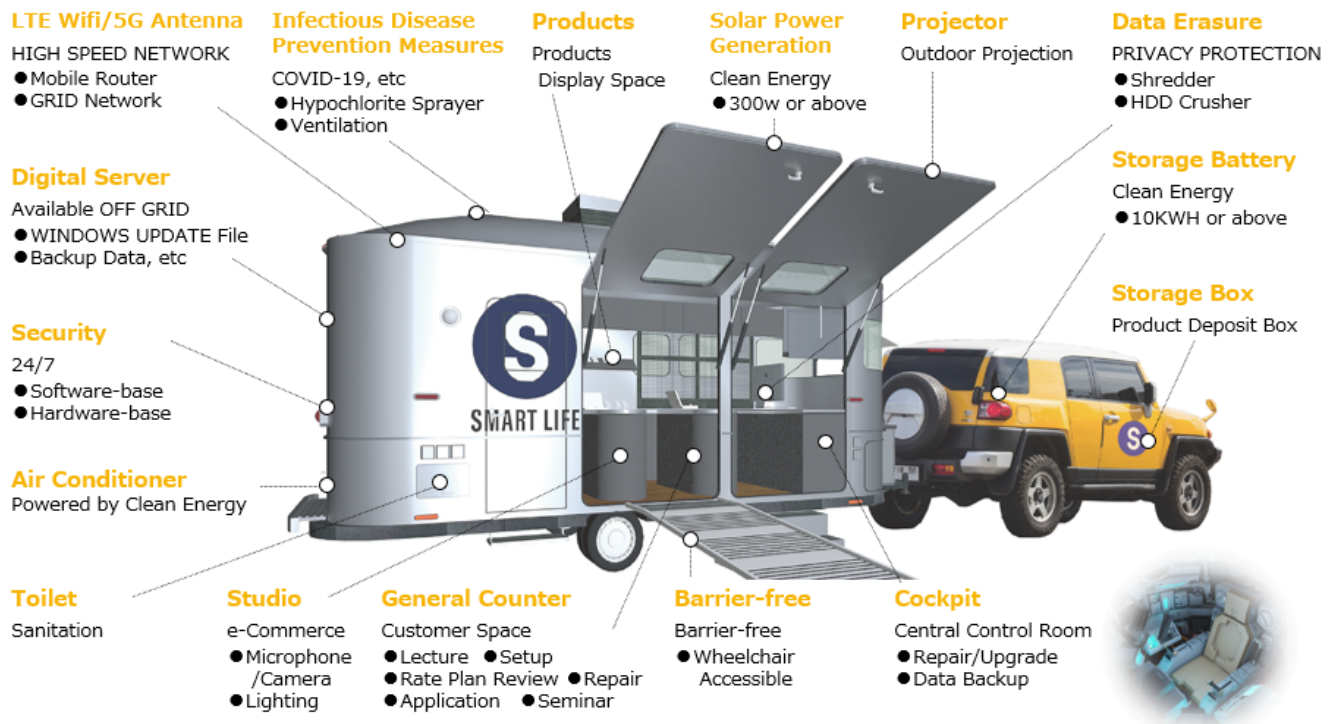 LTE Wifi/5G Antenna
HIGH SPEED NETWORK
●Mobile Router
●GRID Network
Infectious Disease
Prevention Measures
COVID-19, etc
●Hypochlorite Sprayer
●Ventilation
Products
Products
Display Space
Solar Power
Generation
Clean Energy
●300w or above
Projector
Outdoor Projection
Data Erasure
PRIVACY PROTECTION
●Shredder
●HDD Crusher
Digital Server
Available OFF GRID
●WINDOWS UPDATE File
●Backup Data, etc
Storage Battery
Clean Energy
●10KWH or above
Security
24/7
●Software-base
●Hardware-base
Storage Box
Product Deposit Box
S
SMART LIFE
S
Air Conditioner
Powered by Clean Energy
Toilet
Sanitation
Studio
e-Commerce
●Microphone
/Camera
●Lighting
General Counter
Customer Space
●Lecture ●Setup
●Rate Plan Review ●Repair
●Application ●Seminar
Barrier-free
Barrier-free
●Wheelchair
Accessible
Cockpit
Central Control Room
●Repair/Upgrade
●Data Backup